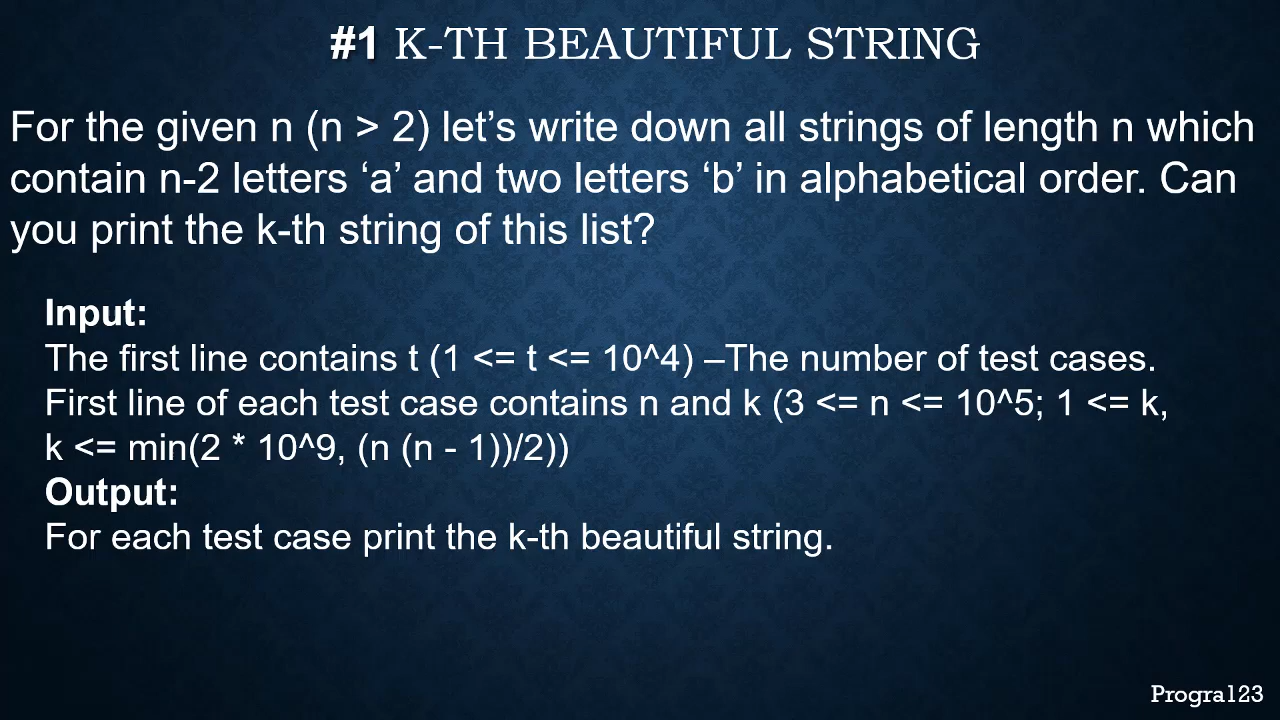 #1 K-TH BEAUTIFUL STRING
For the given n (n > 2) let’s write down all strings of length n which
contain n-2 letters ‘a’ and two letters ‘b’ in alphabetical order. Can
you print the k-th string of this list?
Input:
The first line contains t (1 <= t <= 10^4) –The number of test cases.
First line of each test case contains n and k (3 <= n <= 10^5; 1 <= k,
k <= min(2 * 10^9, (n (n - 1))/2))
Output:
For each test case print the k-th beautiful string.
Progra123